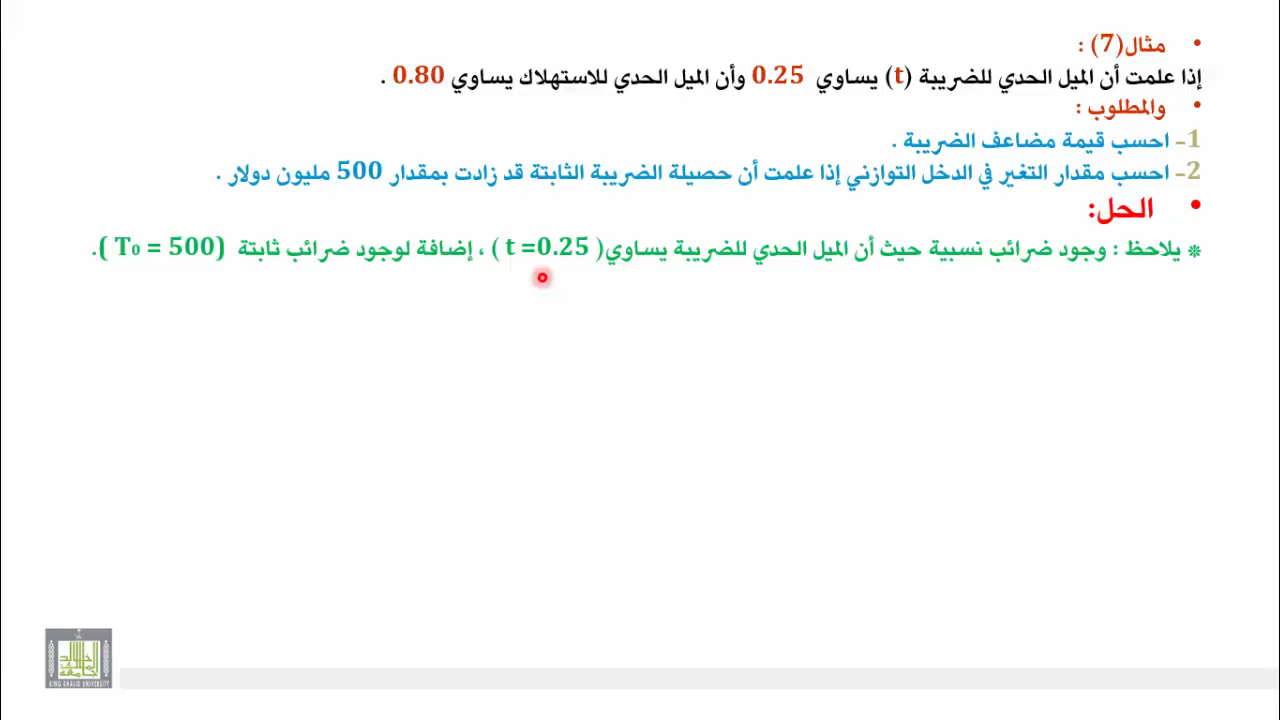 • مثال(7) :
إذا علمت أن الميل الحدي للضريبة (t) يساوي 0.25 وأن الميل الحدي للاستهلاك يساوي 0.80 .
• والمطلوب :
1- احسب قيمة مضاعف الضريبة .
2- احسب مقدار التغير في الدخل التوازني إذا علمت أن حصيلة الضريبة الثابتة قد زادت بمقدار 500 مليون دولار .
• الحل:
* يلاحظ : وجود ضرائب نسبية حيث أن الميل الحدي للضريبة يساوي( t =0.25 ) ، إضافة لوجود ضرائب ثابتة (T₀ = 500 ).
KING KHALID UNIVERSITY